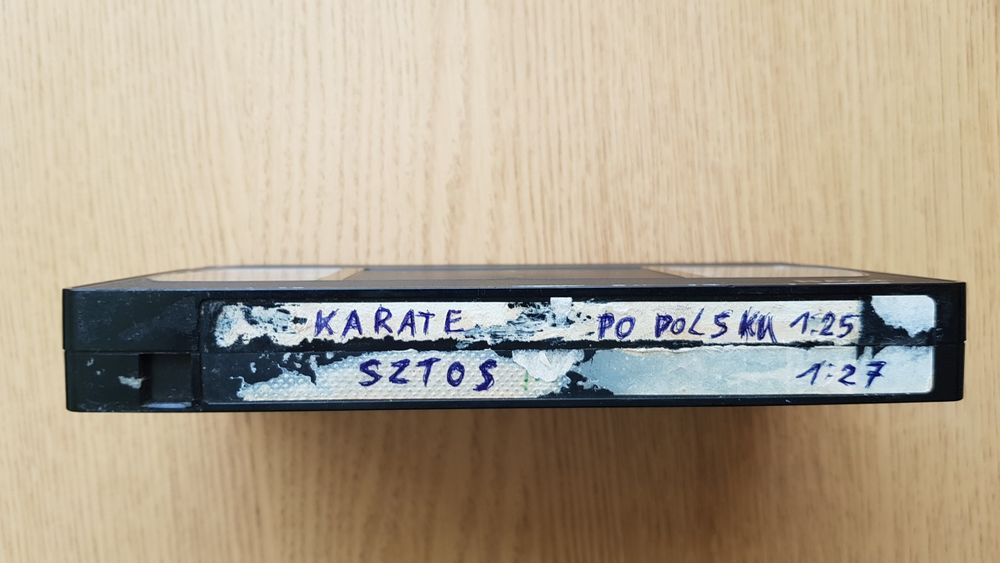 KARATE PO POLSKU 1:25
SZTOS 1:27